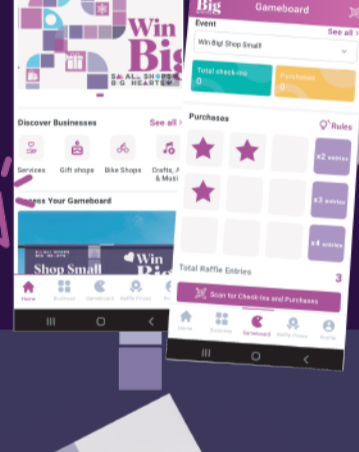 Win
Big
SMALL SHOPS
BIG HEARTS
Discover Businesses
See all
Services
Gift shops
Bike Shops
Crafts, A
& Musi
ess Your Gameboard
Shop Small
Win
Home
Business
Gameboard
Raffle Prizes
Big
Gameboard
Event
See all
Win Big! Shop Small!
Total check-ins
0
Purchases
0
Purchases
Rules
x2 entries
x3 entries
x4 entries
Total Raffle Entries
3
Scan for Check-Ins and Purchases
Home
Business
Gameboard
Raffle Prizes
Profile